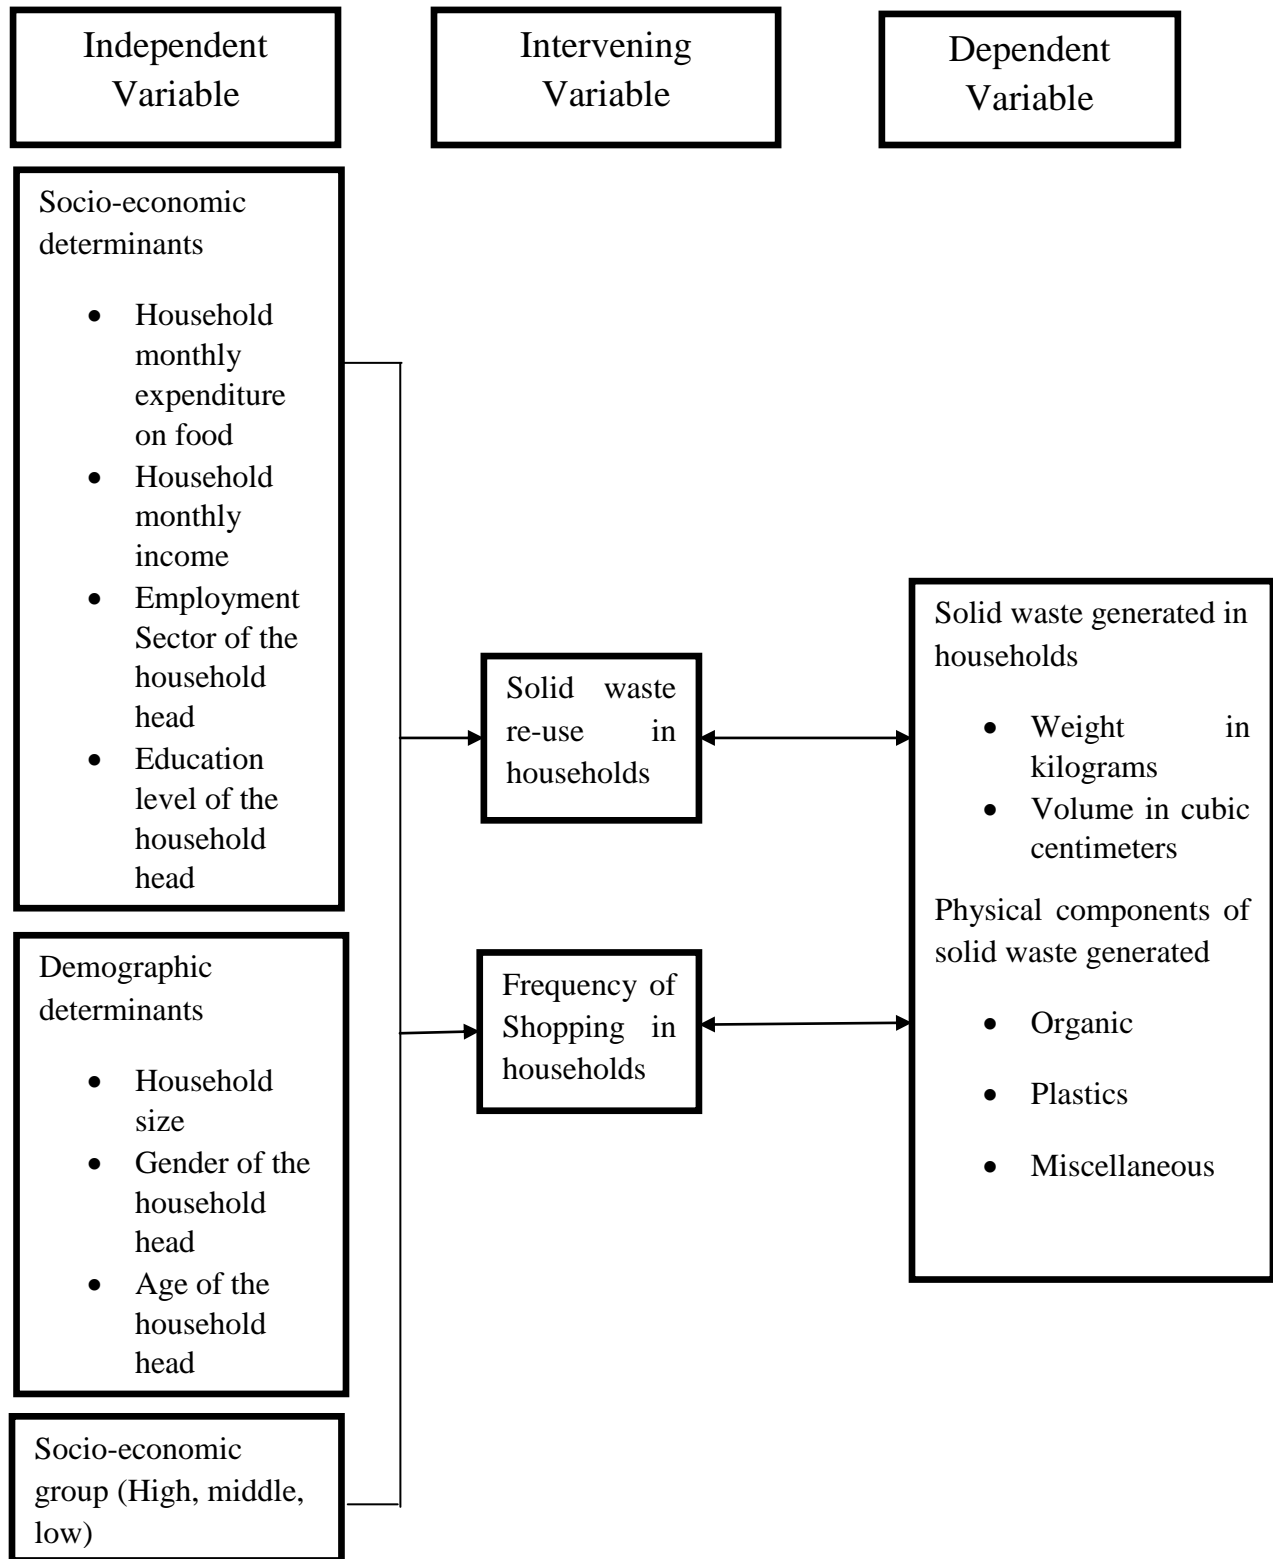 Independent
Variable
Intervening
Variable
Dependent
Variable
Socio-economic
determinants
• Household
monthly
expenditure
on food
• Household
monthly
income
• Employment
Sector of the
household
head
• Education
level of the
household
head
Demographic
determinants
• Household
size
• Gender of the
household
head
• Age of the
household
head
Socio-economic
group (High, middle,
low)
Solid waste
re-use in
households
Frequency of
Shopping in
households
Solid waste generated in
households
• Weight in
kilograms
• Volume in cubic
centimeters
Physical components of
solid waste generated
• Organic
• Plastics
• Miscellaneous